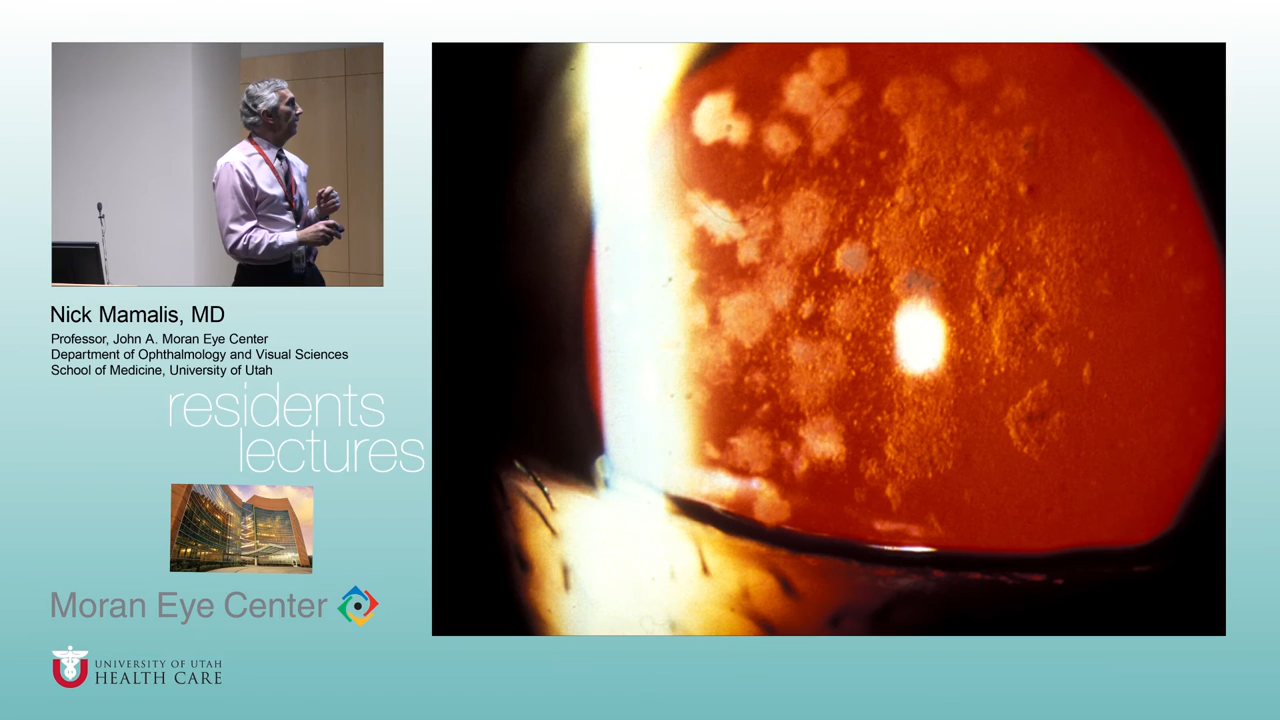 Nick Mamalis, MD
Professor, John A. Moran Eye Center
Department of Ophthalmology and Visual Sciences
School of Medicine, University of Utah
residents
lectures
Moran Eye Center
UNIVERSITY OF UTAH
HEALTH CARE